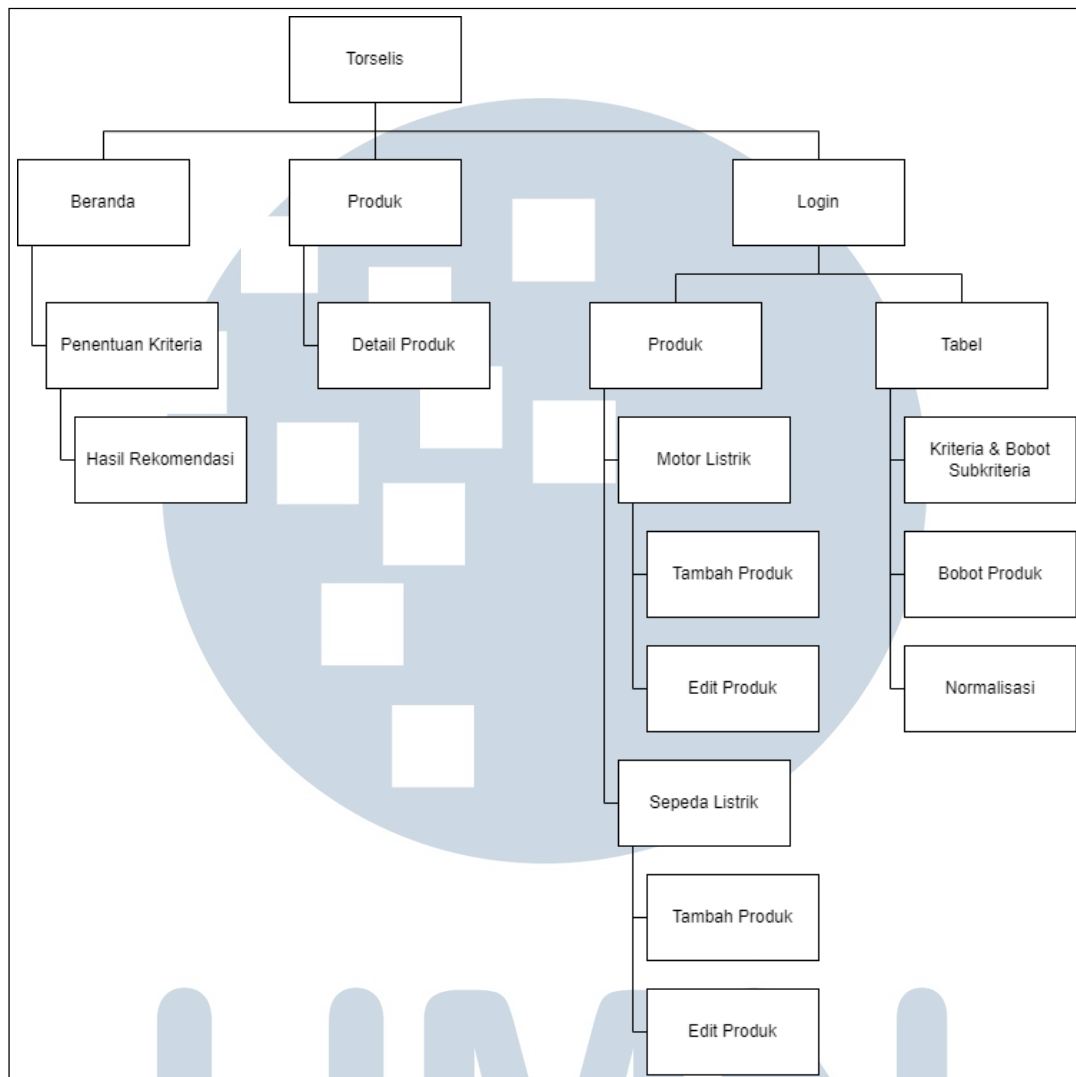 Torselis
Beranda
Produk
Login
Penentuan Kriteria
Detail Produk
Produk
Tabel
Hasil Rekomendasi
Motor Listrik
Kriteria & Bobot
Subkriteria
Tambah Produk
Bobot Produk
Edit Produk
Normalisasi
Sepeda Listrik
Tambah Produk
Edit Produk